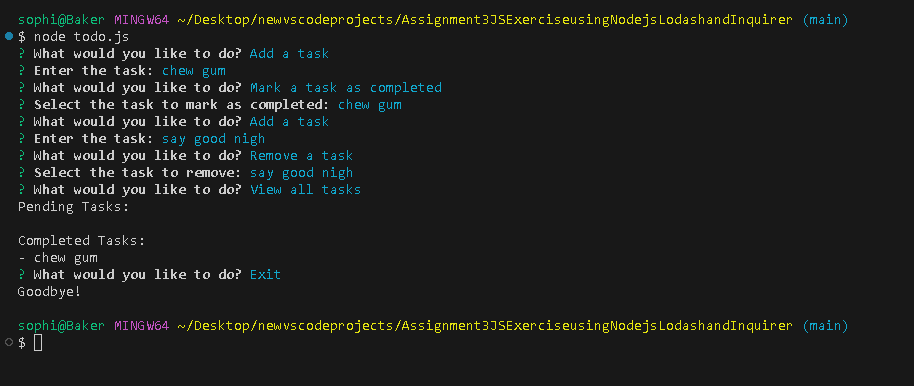 sophi@Baker MINGW64 ~/Desktop/newvscodeprojects/Assignment3JSExerciseusingNodejsLodashandInquirer (main)
$ node todo.js
? What would you like to do? Add a task
? Enter the task: chew gum
? What would you like to do? Mark a task as completed
? Select the task to mark as completed: chew gum
? What would you like to do? Add a task
? Enter the task: say good nigh
? What would you like to do? Remove a task
? Select the task to remove: say good nigh
? What would you like to do? View all tasks
Pending Tasks:
Completed Tasks:
- chew gum
? What would you like to do? Exit
Goodbye!
sophi@Baker MINGW64 ~/Desktop/newvscodeprojects/Assignment3JSExerciseusingNodejsLodashandInquirer (main)
$